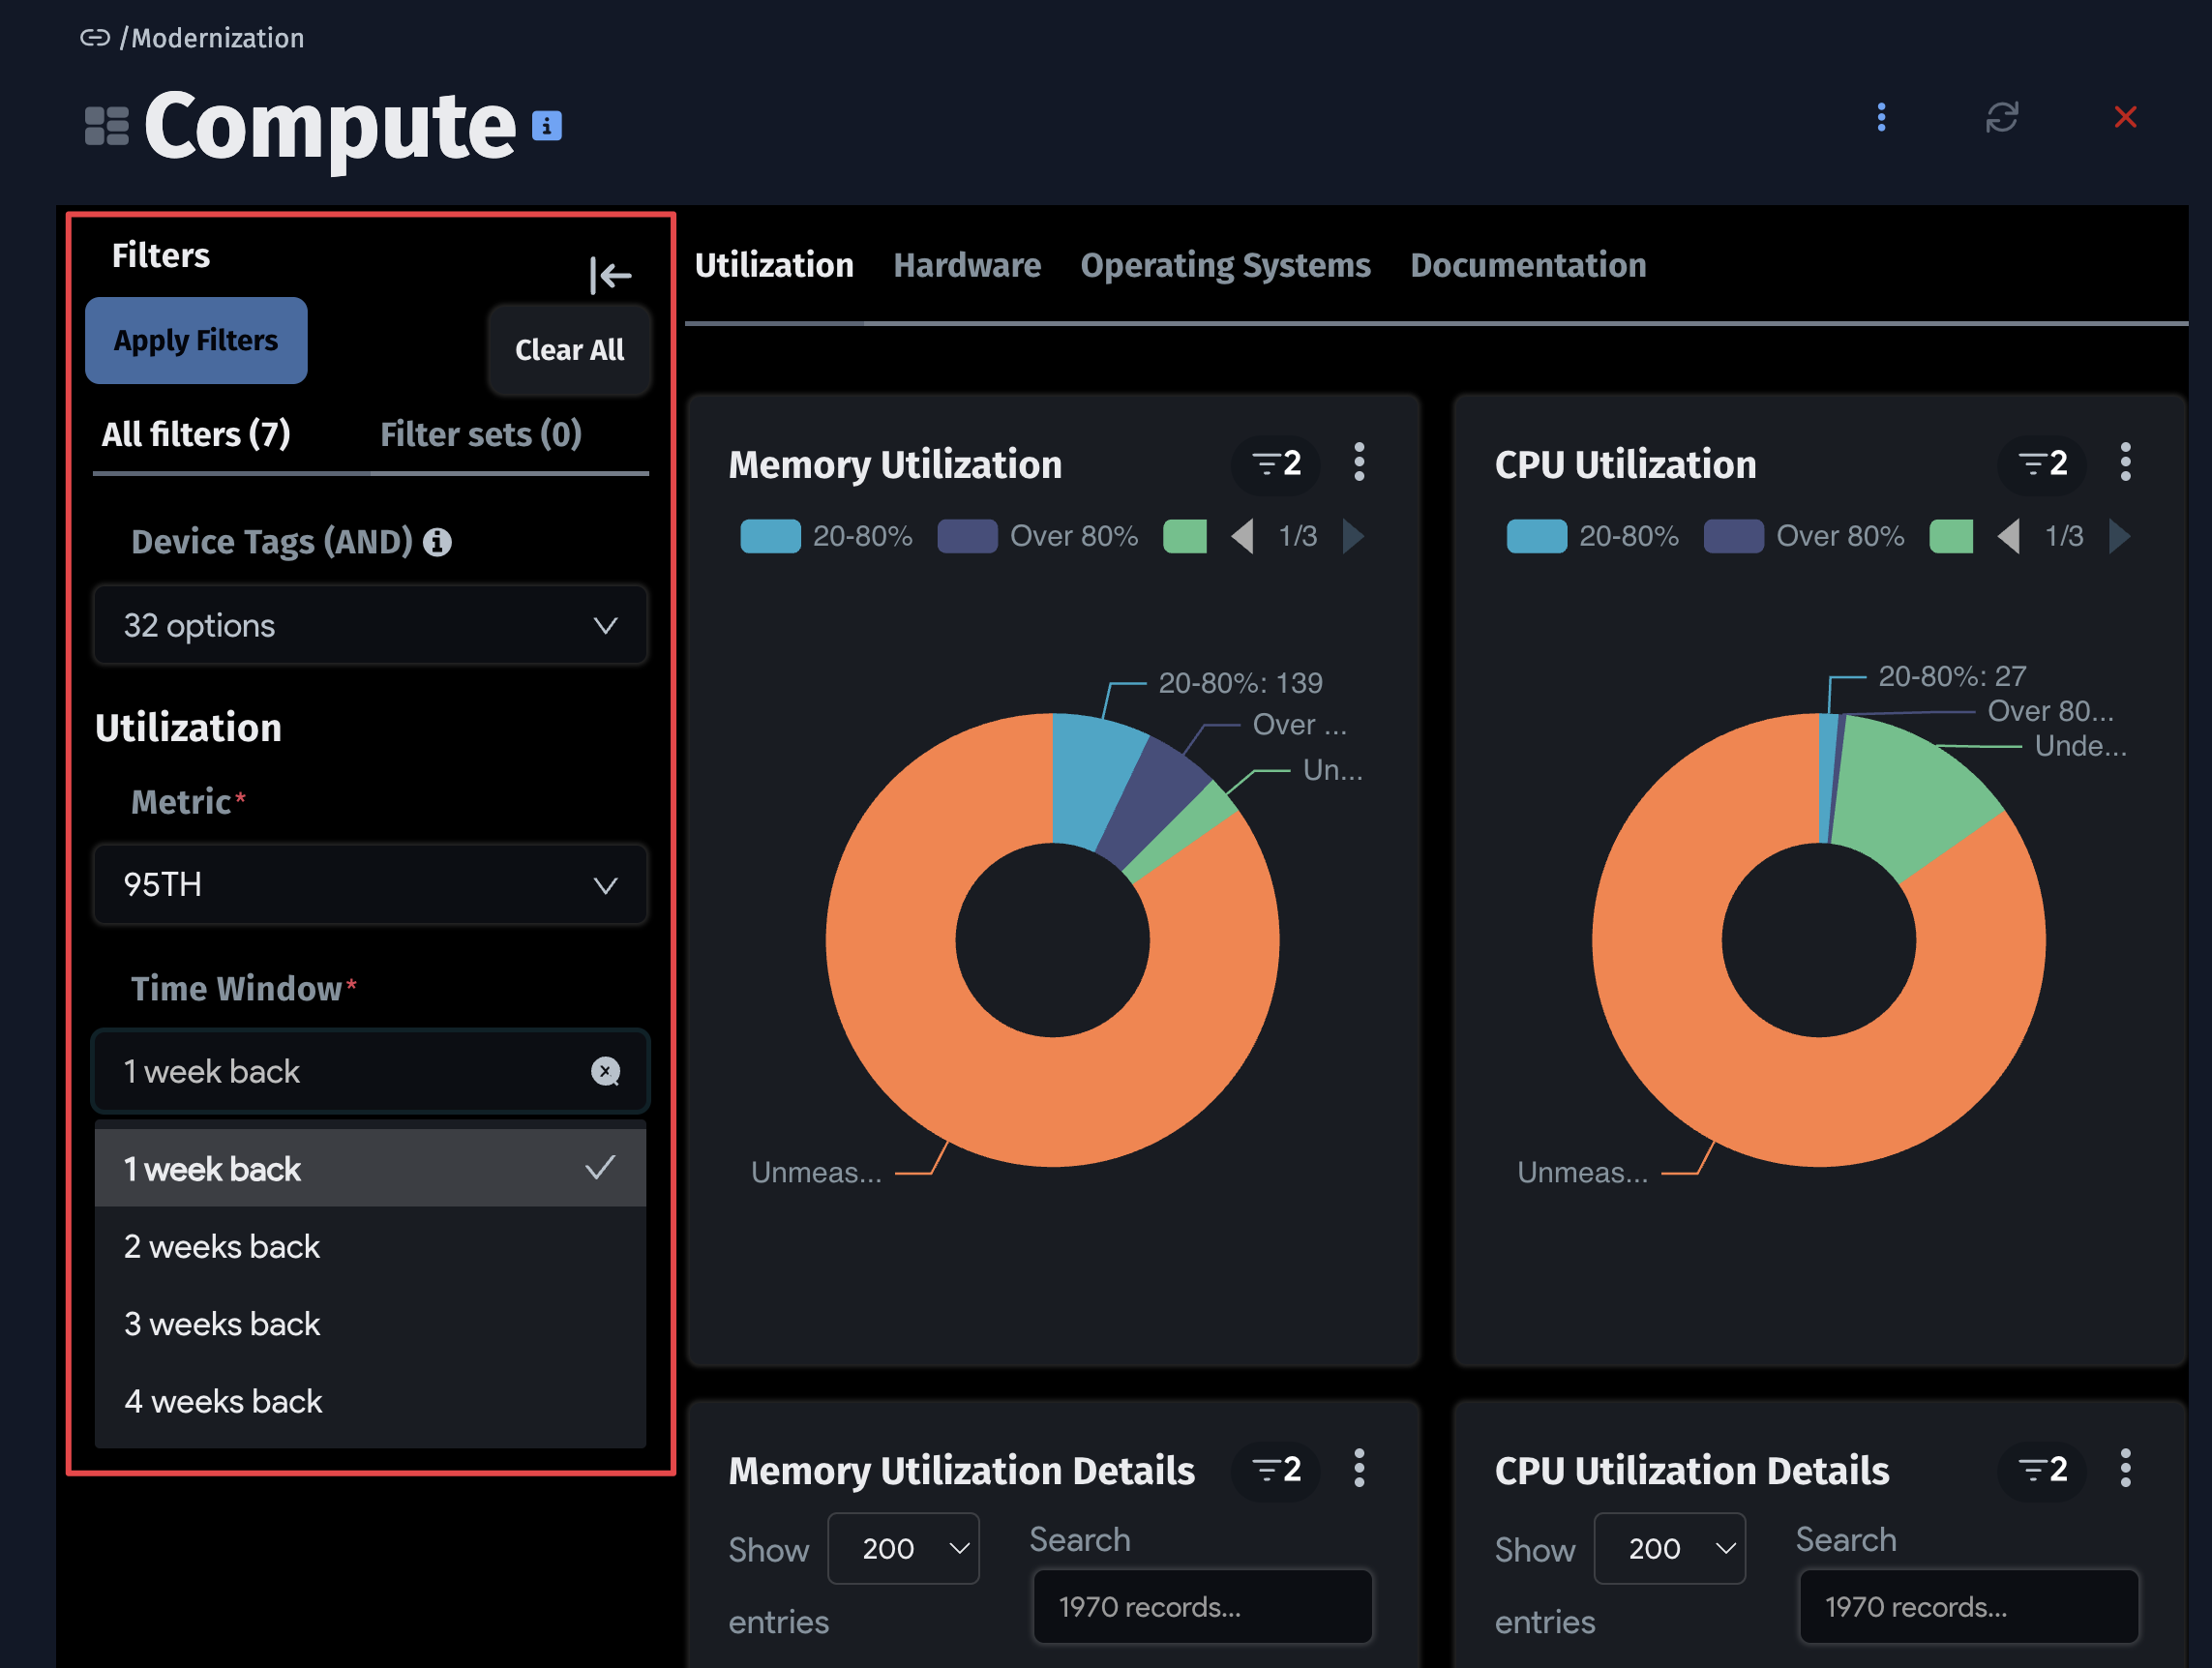 /Modernization
Compute
Filters
Apply Filters
Clear All
All filters (7)
Filter sets (0)
Device Tags (AND)
32 options
Utilization
Metric*
95TH
Time Window*
1 week back
1 week back
2 weeks back
3 weeks back
4 weeks back
Utilization
Hardware
Operating Systems
Documentation
Memory Utilization
2
20-80%
Over 80%
1/3
20-80%: 139
Over ...
Un...
Unmeas...
CPU Utilization
2
20-80%
Over 80%
1/3
20-80%: 27
Over 80...
Unde...
Unmeas...
Memory Utilization Details
2
Show
200
entries
Search
1970 records...
CPU Utilization Details
2
Show
200
entries
Search
1970 records...